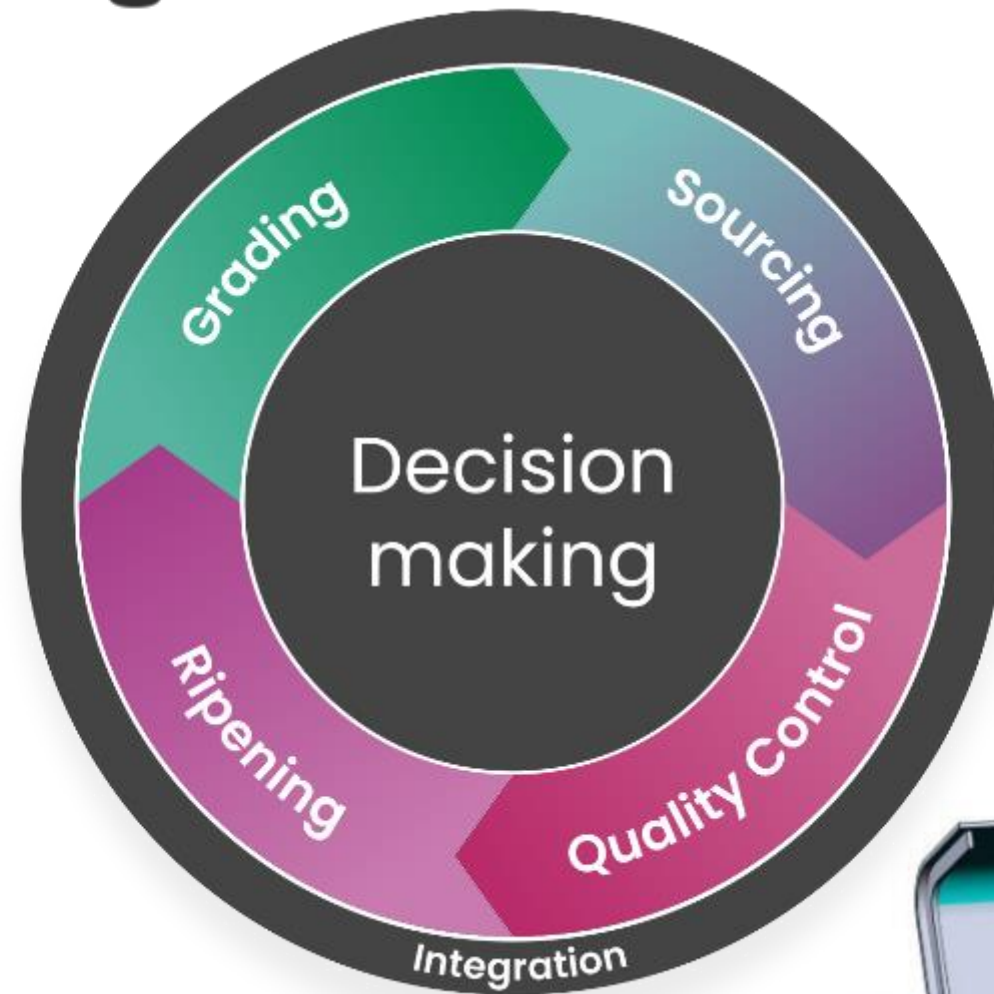 Grading
Sourcing
Decision
making
Ripening
Quality Control
Integration